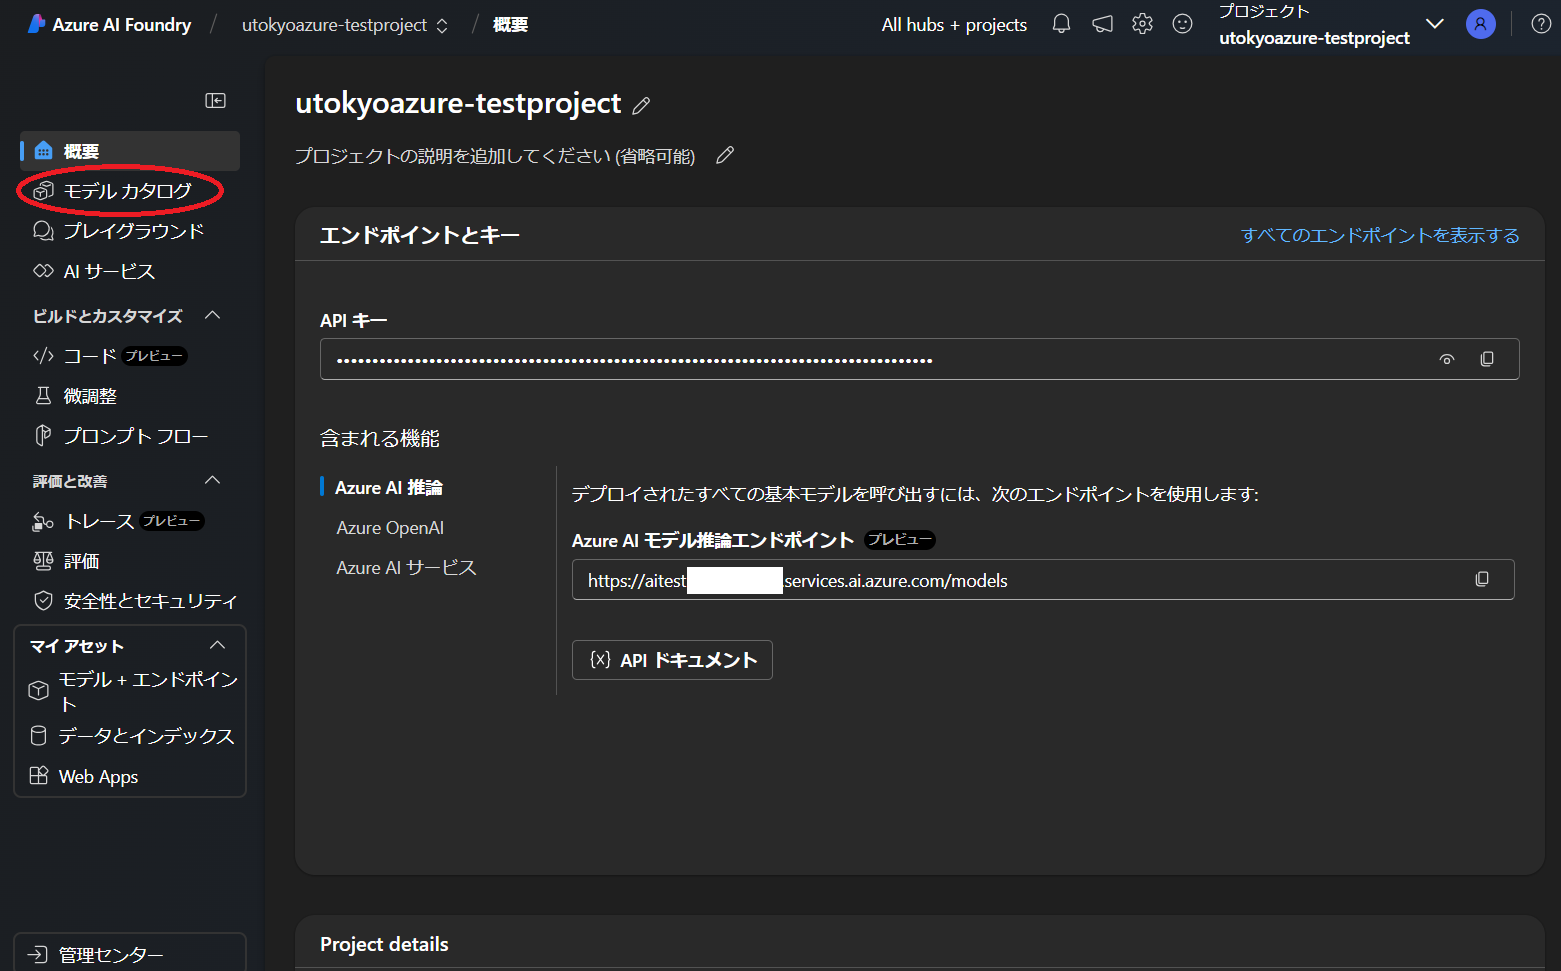 Azure AI Foundry / utokyoazure-testproject / 概要
All hubs + projects
プロジェクト
utokyoazure-testproject
概要
モデル カタログ
プレイグラウンド
AI サービス
ビルドとカスタマイズ
コード プレビュー
微調整
プロンプト フロー
評価と改善
トレース プレビュー
評価
安全性とセキュリティ
マイ アセット
モデル + エンドポイン
ト
データとインデックス
Web Apps
管理センター
utokyoazure-testproject
プロジェクトの説明を追加してください (省略可能)
エンドポイントとキー
すべてのエンドポイントを表示する
API キー
含まれる機能
Azure AI 推論
Azure OpenAI
Azure AI サービス
デプロイされたすべての基本モデルを呼び出すには、次のエンドポイントを使用します:
Azure AI モデル推論エンドポイント プレビュー
https://aitest services.ai.azure.com/models
{x} API ドキュメント
Project details